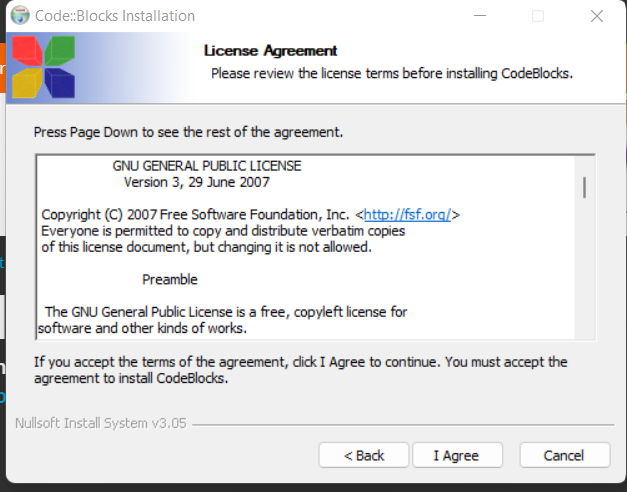 Code::Blocks Installation
License Agreement
Please review the license terms before installing CodeBlocks.
Press Page Down to see the rest of the agreement.
GNU GENERAL PUBLIC LICENSE
Version 3, 29 June 2007
Copyright (C) 2007 Free Software Foundation, Inc. <http://fsf.org/>
Everyone is permitted to copy and distribute verbatim copies
of this license document, but changing it is not allowed.
Preamble
The GNU General Public License is a free, copyleft license for
software and other kinds of works.
If you accept the terms of the agreement, click I Agree to continue. You must accept the
agreement to install CodeBlocks.
Nullsoft Install System v3.05
< Back I Agree Cancel